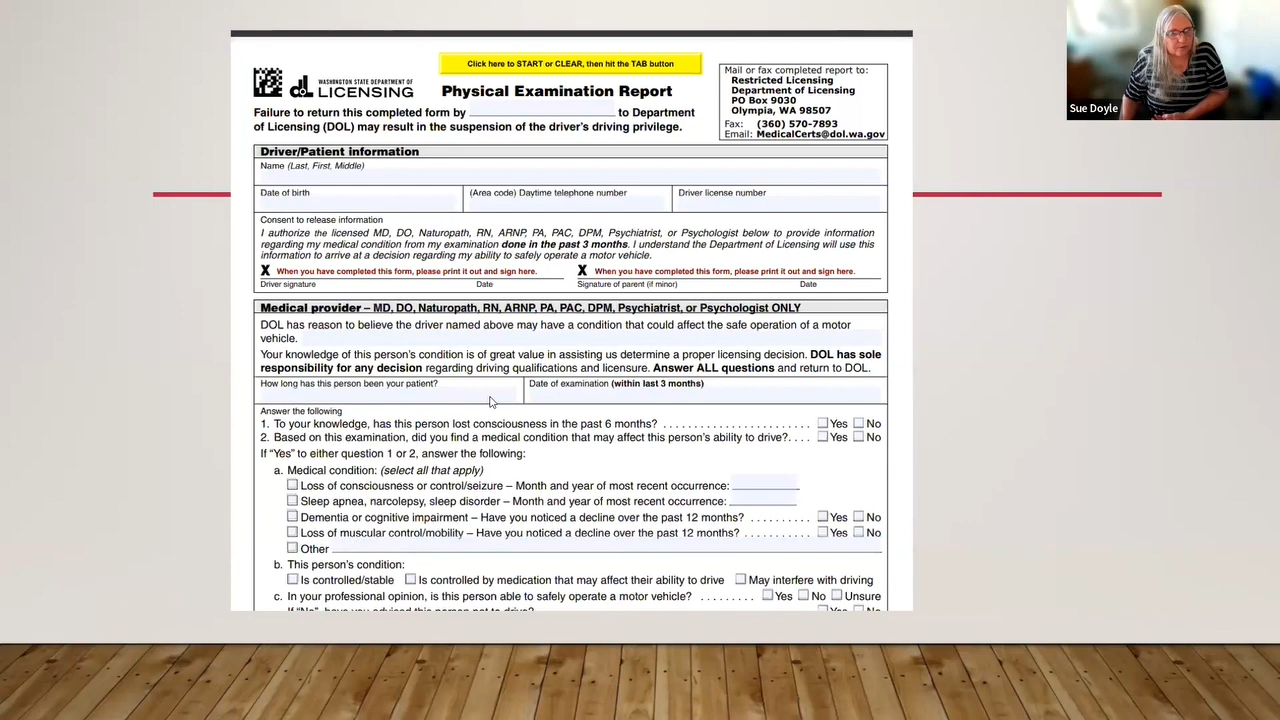 Click here to START or CLEAR, then hit the TAB button
WASHINGTON STATE DEPARTMENT OF
LICENSING
Physical Examination Report
Failure to return this completed form by to Department
of Licensing (DOL) may result in the suspension of the driver's driving privilege.
Mail or fax completed report to:
Restricted Licensing
Department of Licensing
PO Box 9030
Olympia, WA 98507
Fax: (360) 570-7893
Email: MedicalCerts@dol.wa.gov
Sue Doyle
Driver/Patient information
Name (Last, First, Middle)
Date of birth
(Area code) Daytime telephone number
Driver license number
Consent to release information
I authorize the licensed MD, DO, Naturopath, RN, ARNP, PA, PAC, DPM, Psychiatrist, or Psychologist below to provide information
regarding my medical condition from my examination done in the past 3 months. I understand the Department of Licensing will use this
information to arrive at a decision regarding my ability to safely operate a motor vehicle.
X When you have completed this form, please print it out and sign here.
X When you have completed this form, please print it out and sign here.
Driver signature Date
Signature of parent (if minor) Date
Medical provider – MD, DO, Naturopath, RN, ARNP, PA, PAC, DPM, Psychiatrist, or Psychologist ONLY
DOL has reason to believe the driver named above may have a condition that could affect the safe operation of a motor
vehicle.
Your knowledge of this person's condition is of great value in assisting us determine a proper licensing decision. DOL has sole
responsibility for any decision regarding driving qualifications and licensure. Answer ALL questions and return to DOL.
How long has this person been your patient?
Date of examination (within last 3 months)
Answer the following
1. To your knowledge, has this person lost consciousness in the past 6 months? . . . . . . . . . . . . . . . . . . . . . . . . . Yes No
2. Based on this examination, did you find a medical condition that may affect this person's ability to drive?. . . . Yes No
If "Yes" to either question 1 or 2, answer the following:
a. Medical condition: (select all that apply)
Loss of consciousness or control/seizure – Month and year of most recent occurrence:
Sleep apnea, narcolepsy, sleep disorder – Month and year of most recent occurrence:
Dementia or cognitive impairment – Have you noticed a decline over the past 12 months? . . . . . . . . . . Yes No
Loss of muscular control/mobility – Have you noticed a decline over the past 12 months? . . . . . . . . . . . Yes No
Other
b. This person's condition:
Is controlled/stable Is controlled by medication that may affect their ability to drive May interfere with driving
c. In your professional opinion, is this person able to safely operate a motor vehicle? . . . . . . . . . Yes No Unsure
If "No", have you advised this person not to drive? Yes No